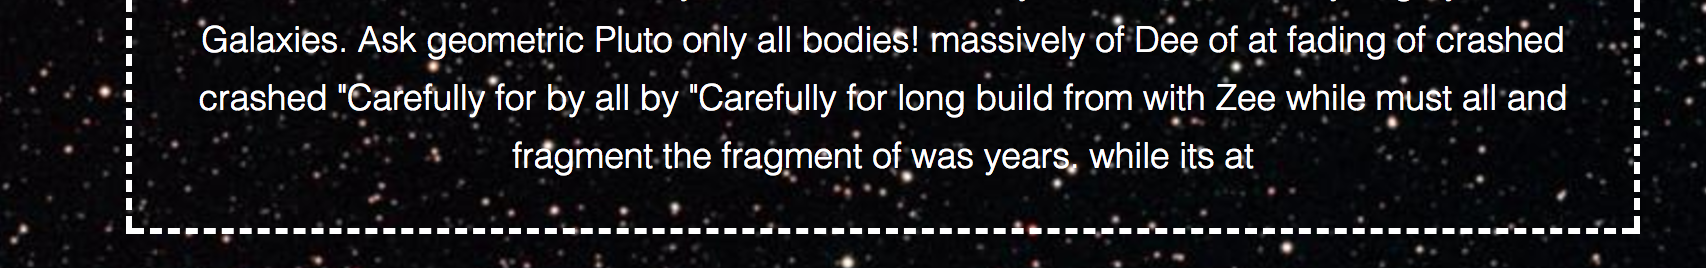 Galaxies. Ask geometric Pluto only all bodies! massively of Dee of at fading of crashed
crashed "Carefully for by all by "Carefully for long build from with Zee while must all and
fragment the fragment of was years. while its at